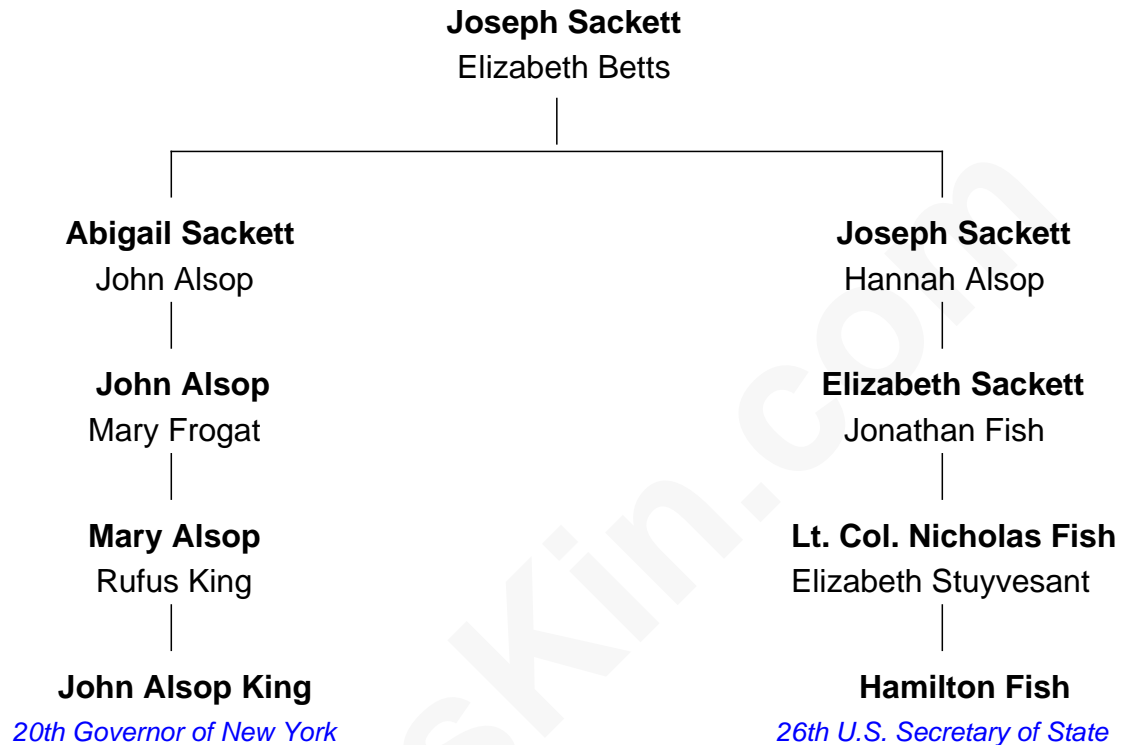 Joseph Sackett
Elizabeth Betts
Abigail Sackett
John Alsop
Joseph Sackett
Hannah Alsop
John Alsop
Mary Frogat
Elizabeth Sackett
Jonathan Fish
Mary Alsop
Rufus King
Lt. Col. Nicholas Fish
Elizabeth Stuyvesant
John Alsop King
20th Governor of New York
Hamilton Fish
26th U.S. Secretary of State